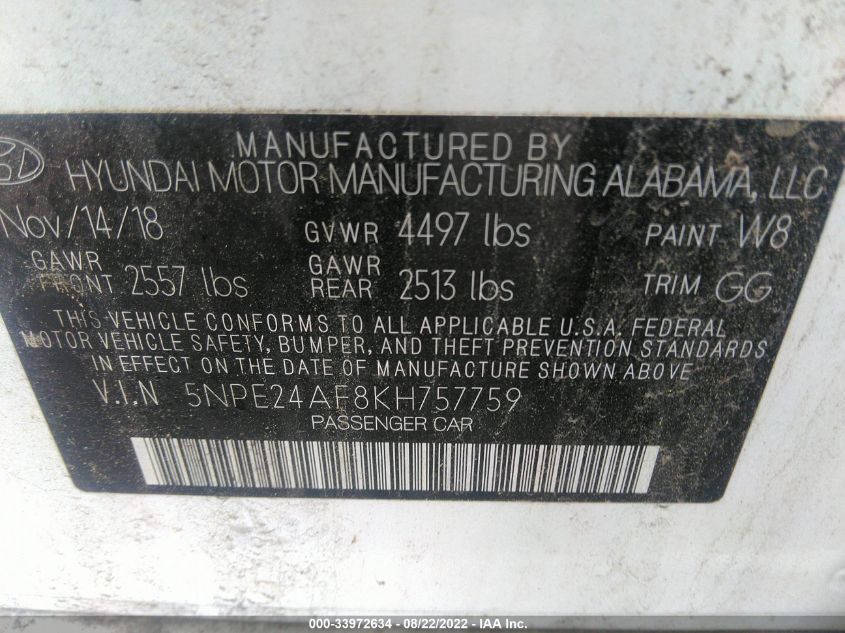 MANUFACTURED BY
HYUNDAI MOTOR MANUFACTURING ALABAMA, LLC
Nov/14/18 GVWR 4497 lbs PAINT W8
GAWR FRONT 2557 lbs GAWR REAR 2513 lbs TRIM GG
THIS VEHICLE CONFORMS TO ALL APPLICABLE U.S.A. FEDERAL
MOTOR VEHICLE SAFETY, BUMPER, AND THEFT PREVENTION STANDARDS
IN EFFECT ON THE DATE OF MANUFACTURE SHOWN ABOVE
V.I.N 5NPE24AF8KH757759
PASSENGER CAR
000-33972634 - 08/22/2022 - IAA Inc.